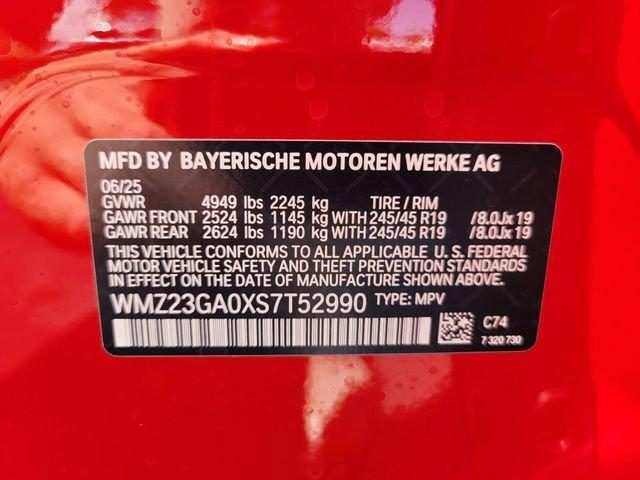 MFD BY BAYERISCHE MOTOREN WERKE AG
06/25
GVWR 4949 lbs 2245 kg TIRE / RIM
GAWR FRONT 2524 lbs 1145 kg WITH 245/45 R19 /8.0Jx19
GAWR REAR 2624 lbs 1190 kg WITH 245/45 R19 /8.0Jx19
THIS VEHICLE CONFORMS TO ALL APPLICABLE U. S. FEDERAL
MOTOR VEHICLE SAFETY AND THEFT PREVENTION STANDARDS
IN EFFECT ON THE DATE OF MANUFACTURE SHOWN ABOVE.
WMZ23GA0XS7T52990 TYPE: MPV
C74
7 320 730